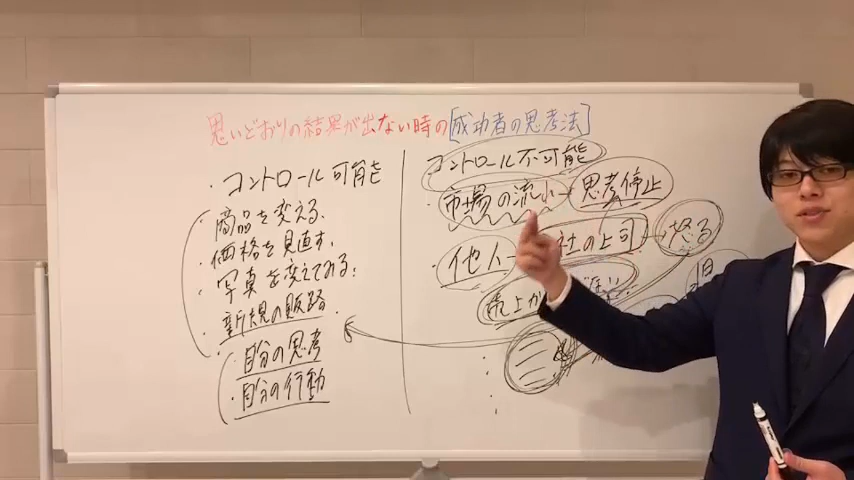 思いどおりの結果が出ない時の[成功者の思考法]
・コントロール可能
商品を変える、
・価格を見直す、
・写真を変えてみる、
・新規の販路
・自分の思考
・自分の行動
コントロール不可能
・市場の流れ→思考停止
・他人 社の上司 怒る
売上が